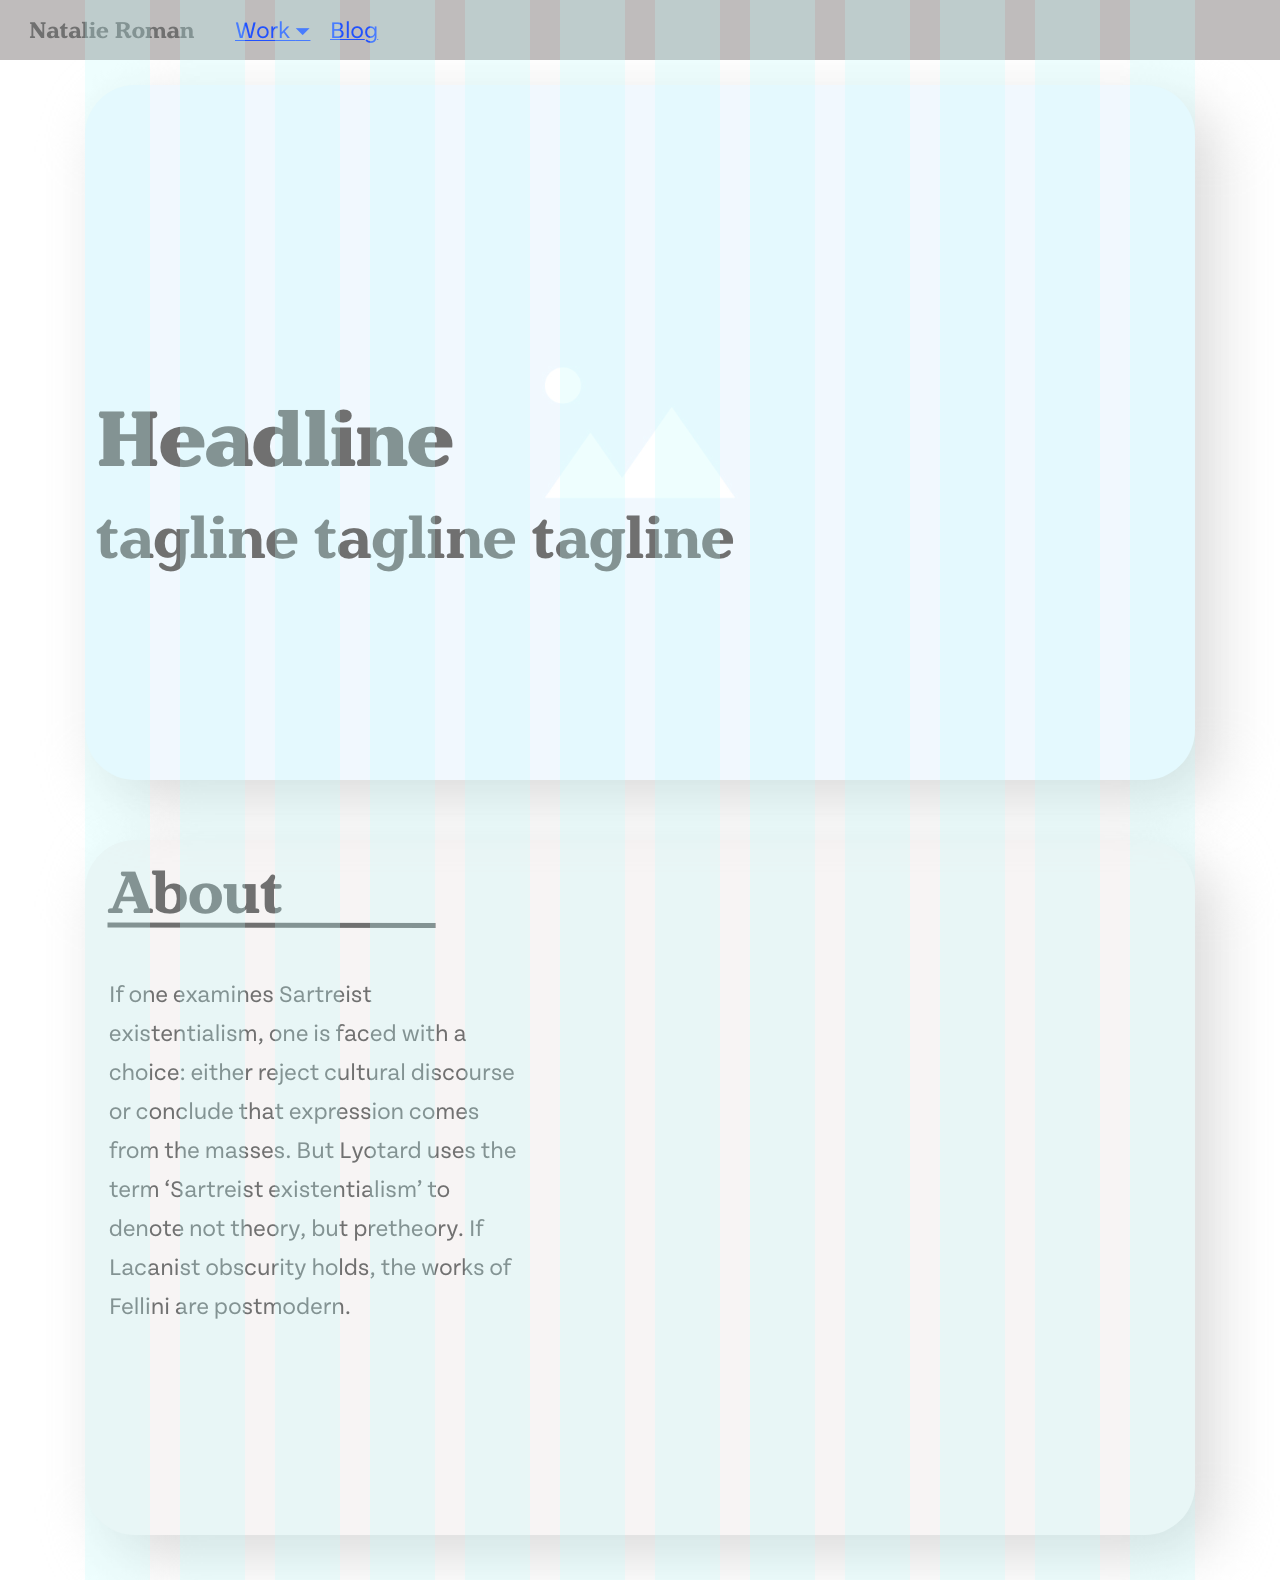 Natalie Roman
Work Blog
Headline
tagline tagline tagline
About
If one examines Sartreist
existentialism, one is faced with a
choice: either reject cultural discourse
or conclude that expression comes
from the masses. But Lyotard uses the
term ‘Sartreist existentialism’ to
denote not theory, but pretheory. If
Lacanist obscurity holds, the works of
Fellini are postmodern.